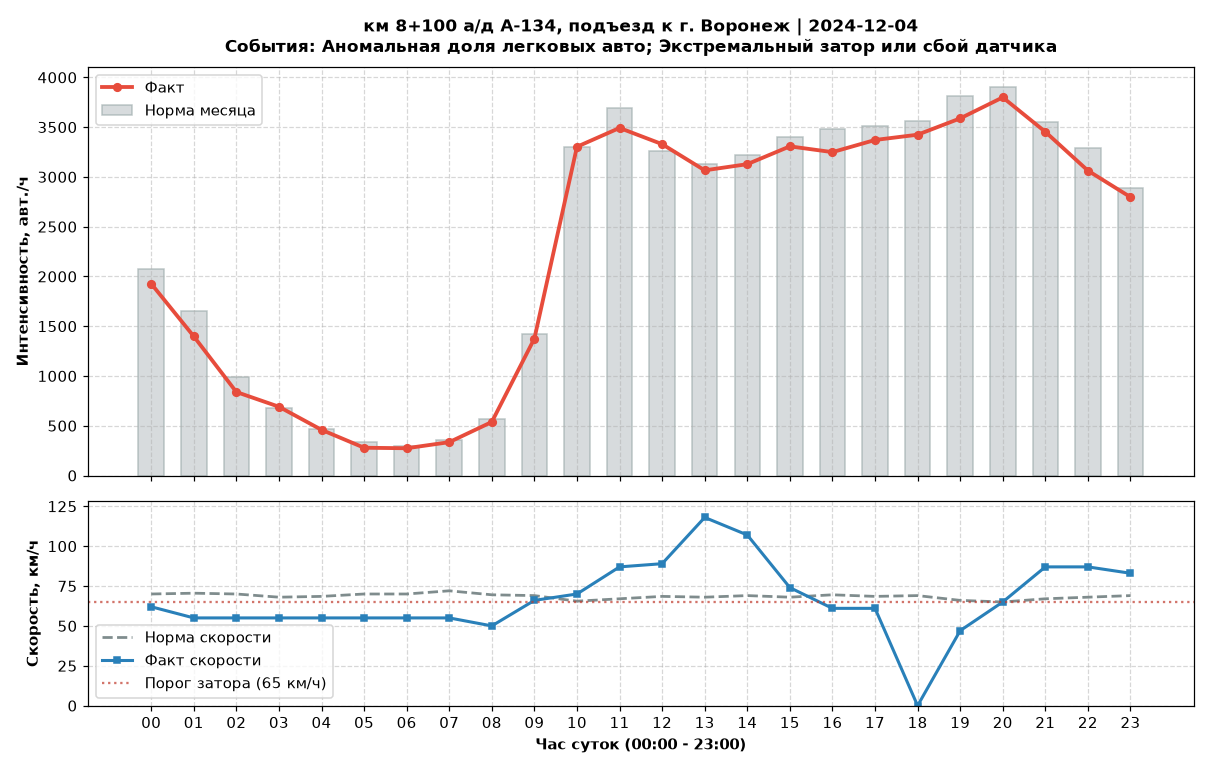 км 8+100 а/д А-134, подъезд к г. Воронеж | 2024-12-04
События: Аномальная доля легковых авто; Экстремальный затор или сбой датчика
Интенсивность, авт./ч
4000
3500
3000
2500
2000
1500
1000
500
0
Факт
Норма месяца
Скорость, км/ч
125
100
75
50
25
0
Норма скорости
Факт скорости
Порог затора (65 км/ч)
00 01 02 03 04 05 06 07 08 09 10 11 12 13 14 15 16 17 18 19 20 21 22 23
Час суток (00:00 - 23:00)